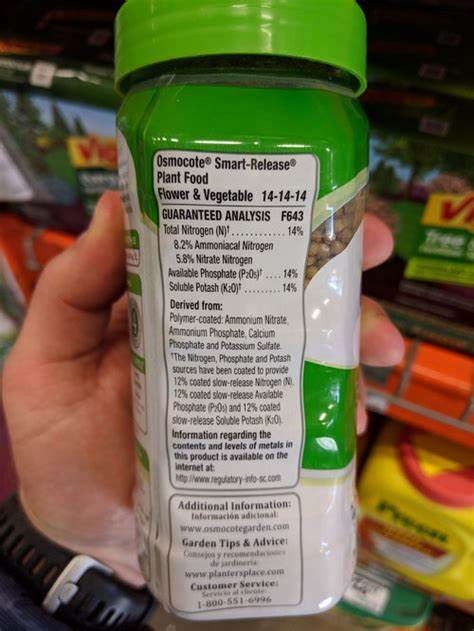 Osmocote® Smart-Release®
Plant Food
Flower & Vegetable 14-14-14
GUARANTEED ANALYSIS F643
Total Nitrogen (N)† . . . . . . . . . . . . 14%
8.2% Ammoniacal Nitrogen
5.8% Nitrate Nitrogen
Available Phosphate (P₂O₅)† . . . . 14%
Soluble Potash (K₂O)† . . . . . . . . . 14%
Derived from:
Polymer-coated: Ammonium Nitrate,
Ammonium Phosphate, Calcium
Phosphate and Potassium Sulfate.
†The Nitrogen, Phosphate and Potash
sources have been coated to provide
12% coated slow-release Nitrogen (N),
12% coated slow-release Available
Phosphate (P₂O₅) and 12% coated
slow-release Soluble Potash (K₂O).
Information regarding the
contents and levels of metals in
this product is available on the
internet at:
http://www.regulatory-info-sc.com
Additional Information:
Información adicional:
www.osmocotegarden.com
Garden Tips & Advice:
Consejos y recomendaciones
de jardinería:
www.plantersplace.com
Customer Service:
Servicio al cliente:
1-800-551-6996